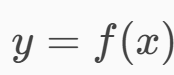 y = f(x)